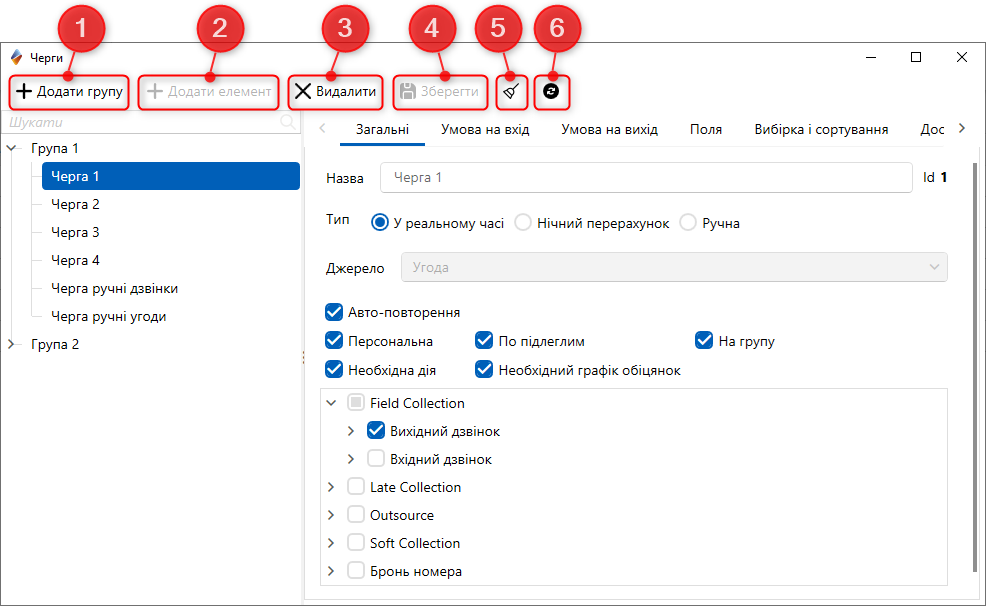 1 2 3 4 5 6
Черги
Додати групу Додати елемент Видалити Зберегти
Шукати
Група 1
Черга 1
Черга 2
Черга 3
Черга 4
Черга ручні дзвінки
Черга ручні угоди
Група 2
Загальні Умова на вхід Умова на вихід Поля Вибірка і сортування Дос
Назва Черга 1 Id 1
Тип У реальному часі Нічний перерахунок Ручна
Джерело Угода
Авто-повторення
Персональна По підлеглим На групу
Необхідна дія Необхідний графік обіцянок
Field Collection
Вихідний дзвінок
Вхідний дзвінок
Late Collection
Outsource
Soft Collection
Бронь номера